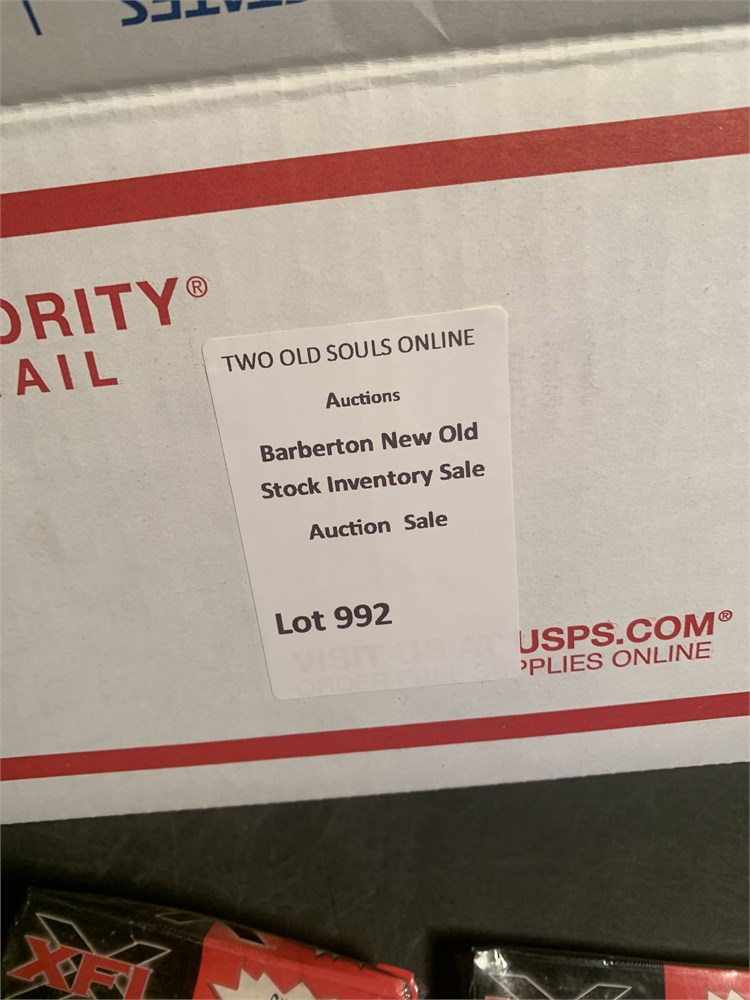 ORITY®
AIL
TWO OLD SOULS ONLINE
Auctions
Barberton New Old
Stock Inventory Sale
Auction Sale
Lot 992
USPS.COM®
PPLIES ONLINE
XFL